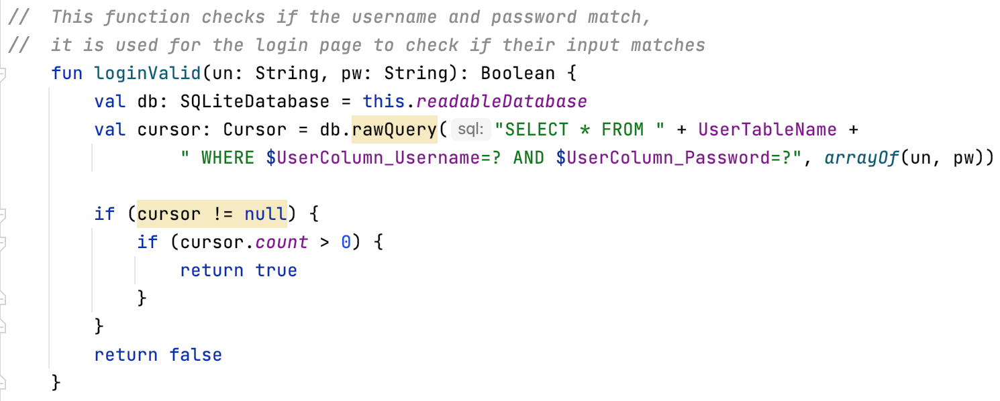 //  This function checks if the username and password match,
//  it is used for the login page to check if their input matches
    fun loginValid(un: String, pw: String): Boolean {
        val db: SQLiteDatabase = this.readableDatabase
        val cursor: Cursor = db.rawQuery( sql: "SELECT * FROM " + UserTableName +
                " WHERE $UserColumn_Username=? AND $UserColumn_Password=?", arrayOf(un, pw))
        if (cursor != null) {
            if (cursor.count > 0) {
                return true
            }
        }
        return false
    }